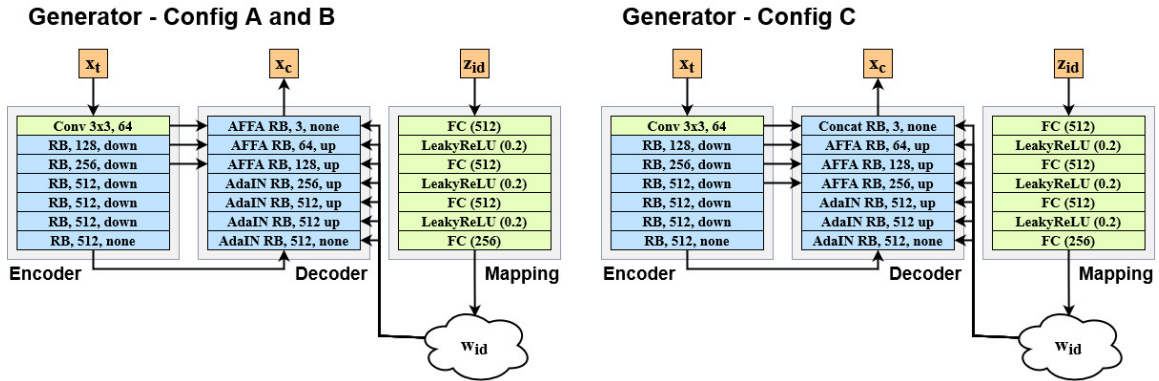 Generator - Config A and B
x_t
x_c
z_id
Conv 3x3, 64
RB, 128, down
RB, 256, down
RB, 512, down
RB, 512, down
RB, 512, down
RB, 512, none
Encoder
AFFA RB, 3, none
AFFA RB, 64, up
AFFA RB, 128, up
AdaIN RB, 256, up
AdaIN RB, 512, up
AdaIN RB, 512 up
AdaIN RB, 512, none
Decoder
FC (512)
LeakyReLU (0.2)
FC (512)
LeakyReLU (0.2)
FC (512)
LeakyReLU (0.2)
FC (256)
Mapping
w_id
Generator - Config C
x_t
x_c
z_id
Conv 3x3, 64
RB, 128, down
RB, 256, down
RB, 512, down
RB, 512, down
RB, 512, down
RB, 512, none
Encoder
Concat RB, 3, none
AFFA RB, 64, up
AFFA RB, 128, up
AFFA RB, 256, up
AdaIN RB, 512, up
AdaIN RB, 512 up
AdaIN RB, 512, none
Decoder
FC (512)
LeakyReLU (0.2)
FC (512)
LeakyReLU (0.2)
FC (512)
LeakyReLU (0.2)
FC (256)
Mapping
w_id